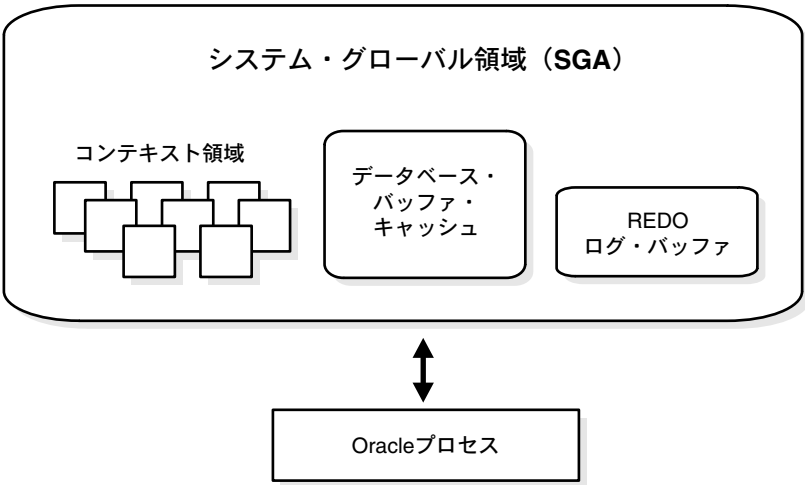 システム・グローバル領域（SGA）
コンテキスト領域
データベース・
バッファ・
キャッシュ
REDO
ログ・バッファ
Oracleプロセス